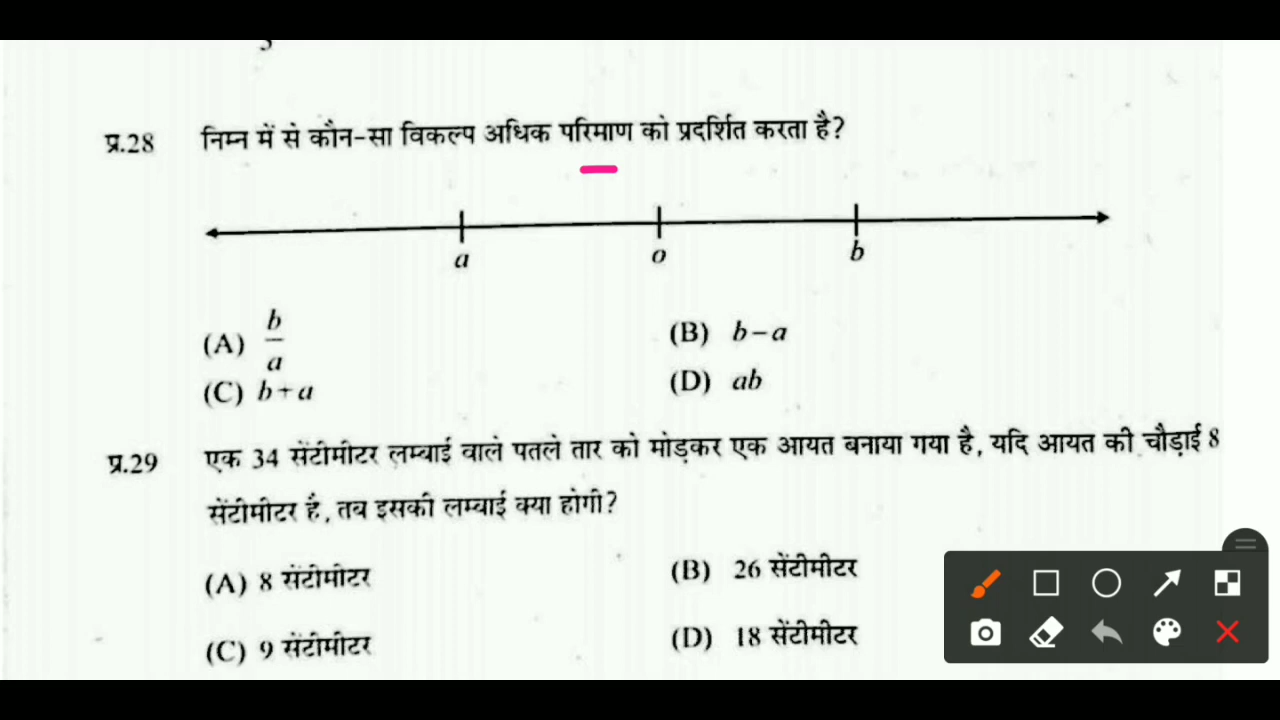 प्र.28 निम्न में से कौन-सा विकल्प अधिक परिमाण को प्रदर्शित करता है?
a o b
(A) b/a (B) b-a
(C) b+a (D) ab
प्र.29 एक 34 सेंटीमीटर लम्बाई वाले पतले तार को मोड़कर एक आयत बनाया गया है, यदि आयत की चौड़ाई 8
सेंटीमीटर है, तब इसकी लम्बाई क्या होगी?
(A) 8 सेंटीमीटर (B) 26 सेंटीमीटर
(C) 9 सेंटीमीटर (D) 18 सेंटीमीटर